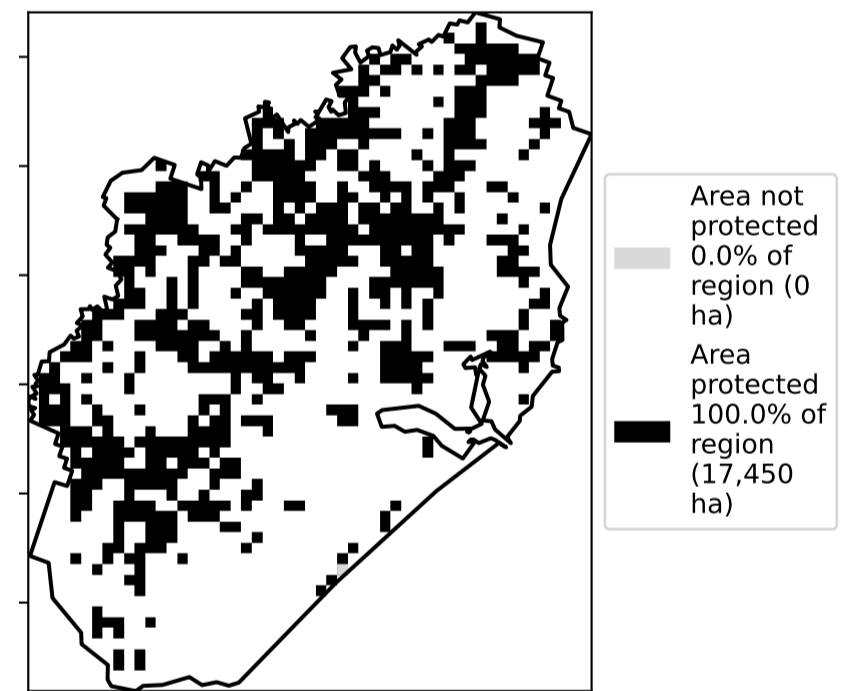 Area not
protected
0.0% of
region (0
ha)
Area
protected
100.0% of
region
(17,450
ha)